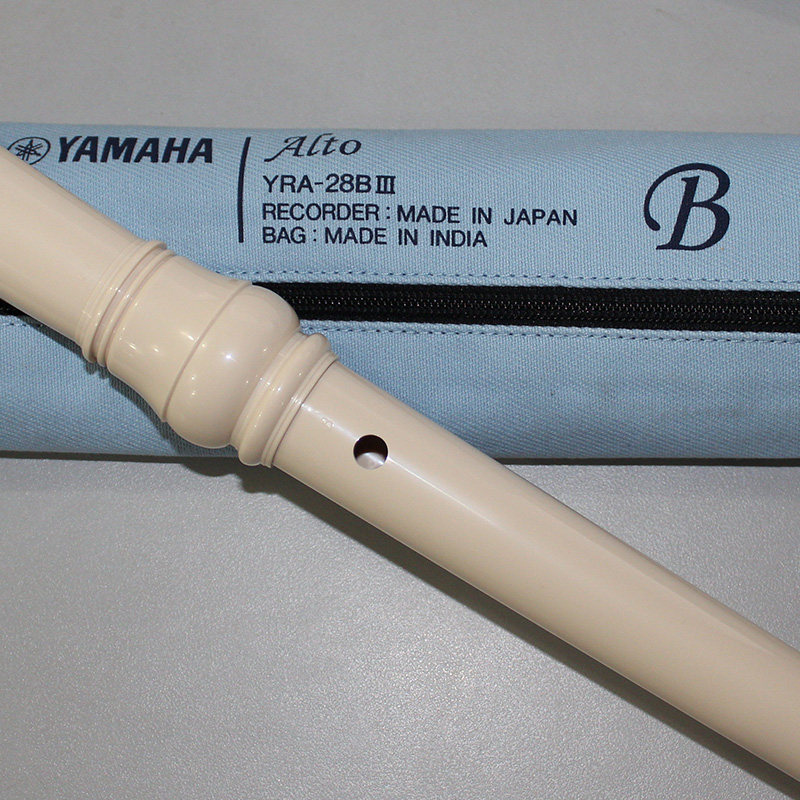 YAMAHA
Alto
YRA-28BⅢ
RECORDER : MADE IN JAPAN
BAG : MADE IN INDIA
B